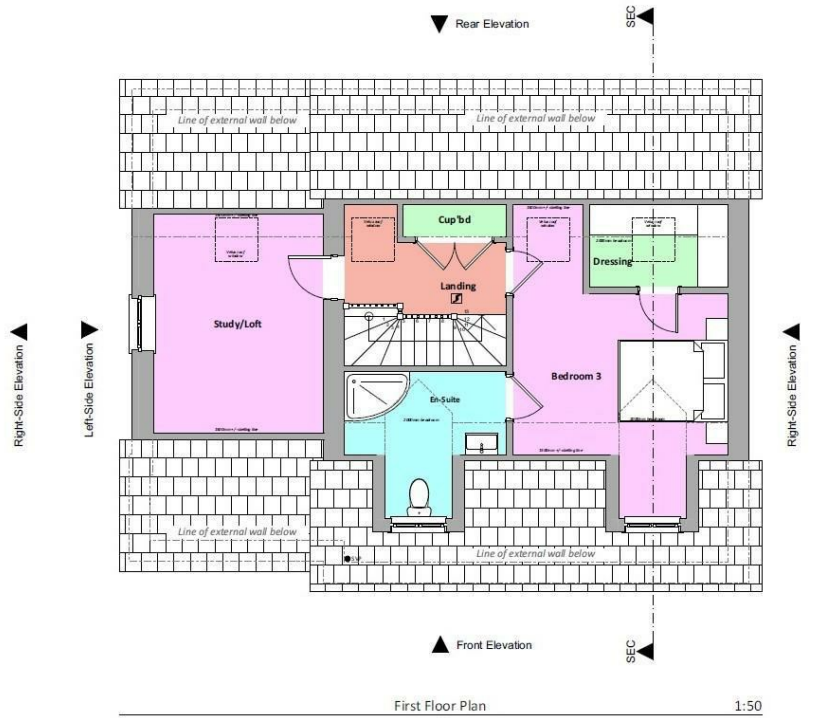 SEC
Rear Elevation
Line of external wall below
Line of external wall below
Cup'bd
Dressing
Landing
Study/Loft
Bedroom 3
En-Suite
Right-Side Elevation
Left-Side Elevation
Right-Side Elevation
Line of external wall below
Line of external wall below
SVP
Front Elevation
SEC
First Floor Plan 1:50